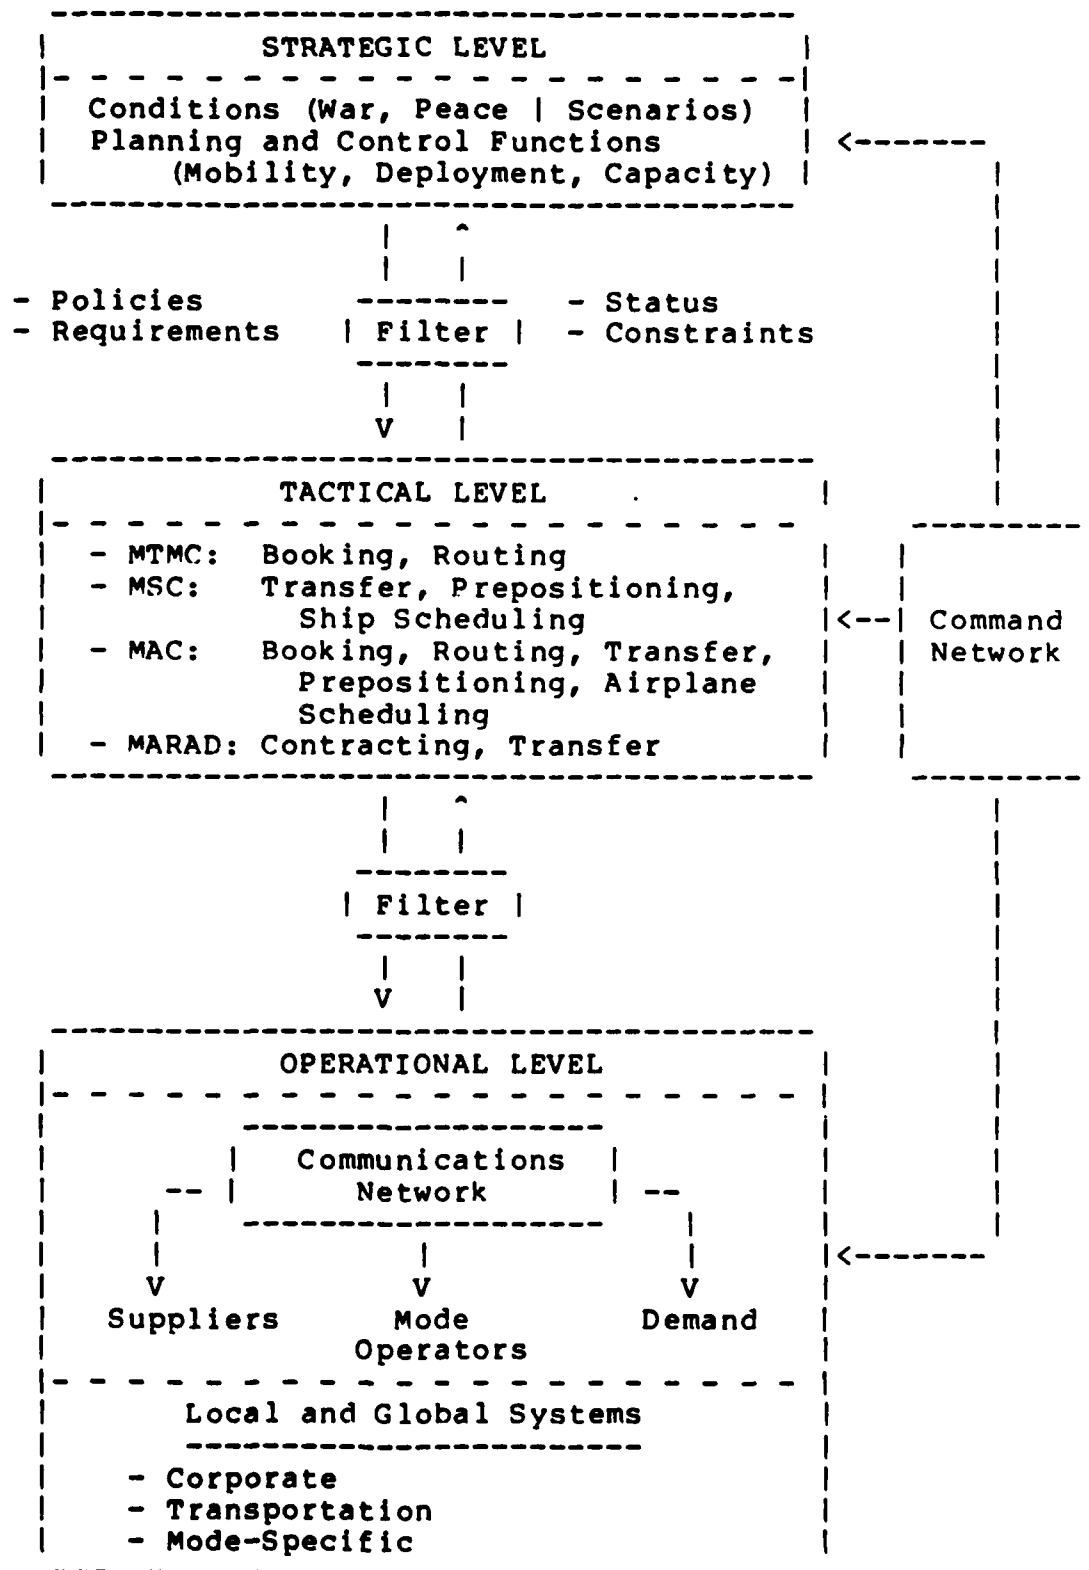 STRATEGIC LEVEL
Conditions (War, Peace | Scenarios)
Planning and Control Functions
(Mobility, Deployment, Capacity)
- Policies
- Requirements
Filter
- Status
- Constraints
TACTICAL LEVEL
- MTMC: Booking, Routing
- MSC: Transfer, Prepositioning,
Ship Scheduling
- MAC: Booking, Routing, Transfer,
Prepositioning, Airplane
Scheduling
- MARAD: Contracting, Transfer
Command
Network
Filter
OPERATIONAL LEVEL
Communications
Network
Suppliers
Mode
Operators
Demand
Local and Global Systems
- Corporate
- Transportation
- Mode-Specific